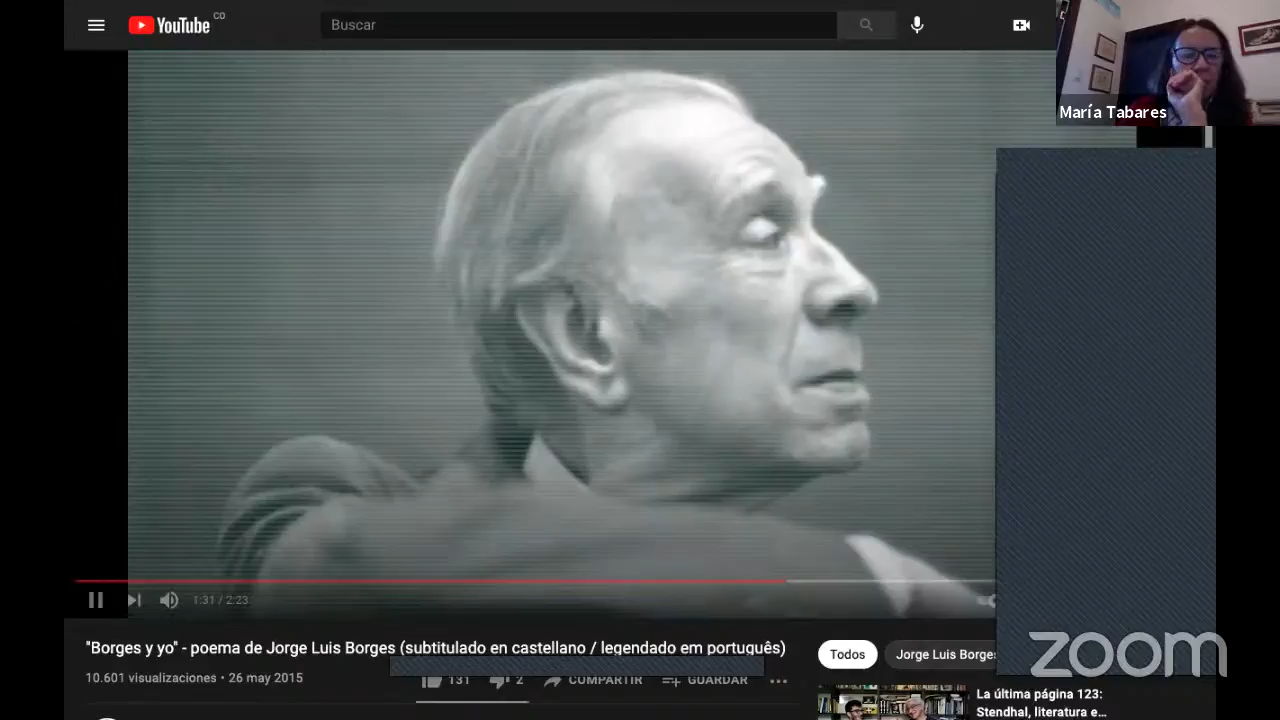 YouTube CO
Buscar
María Tabares
1:31 / 2:23
"Borges y yo" - poema de Jorge Luis Borges (subtitulado en castellano / legendado em português)
10.601 visualizaciones • 26 may 2015
131
2
COMPARTIR
GUARDAR
Todos
Jorge Luis Borges
La última página 123:
Stendhal, literatura e...
zoom